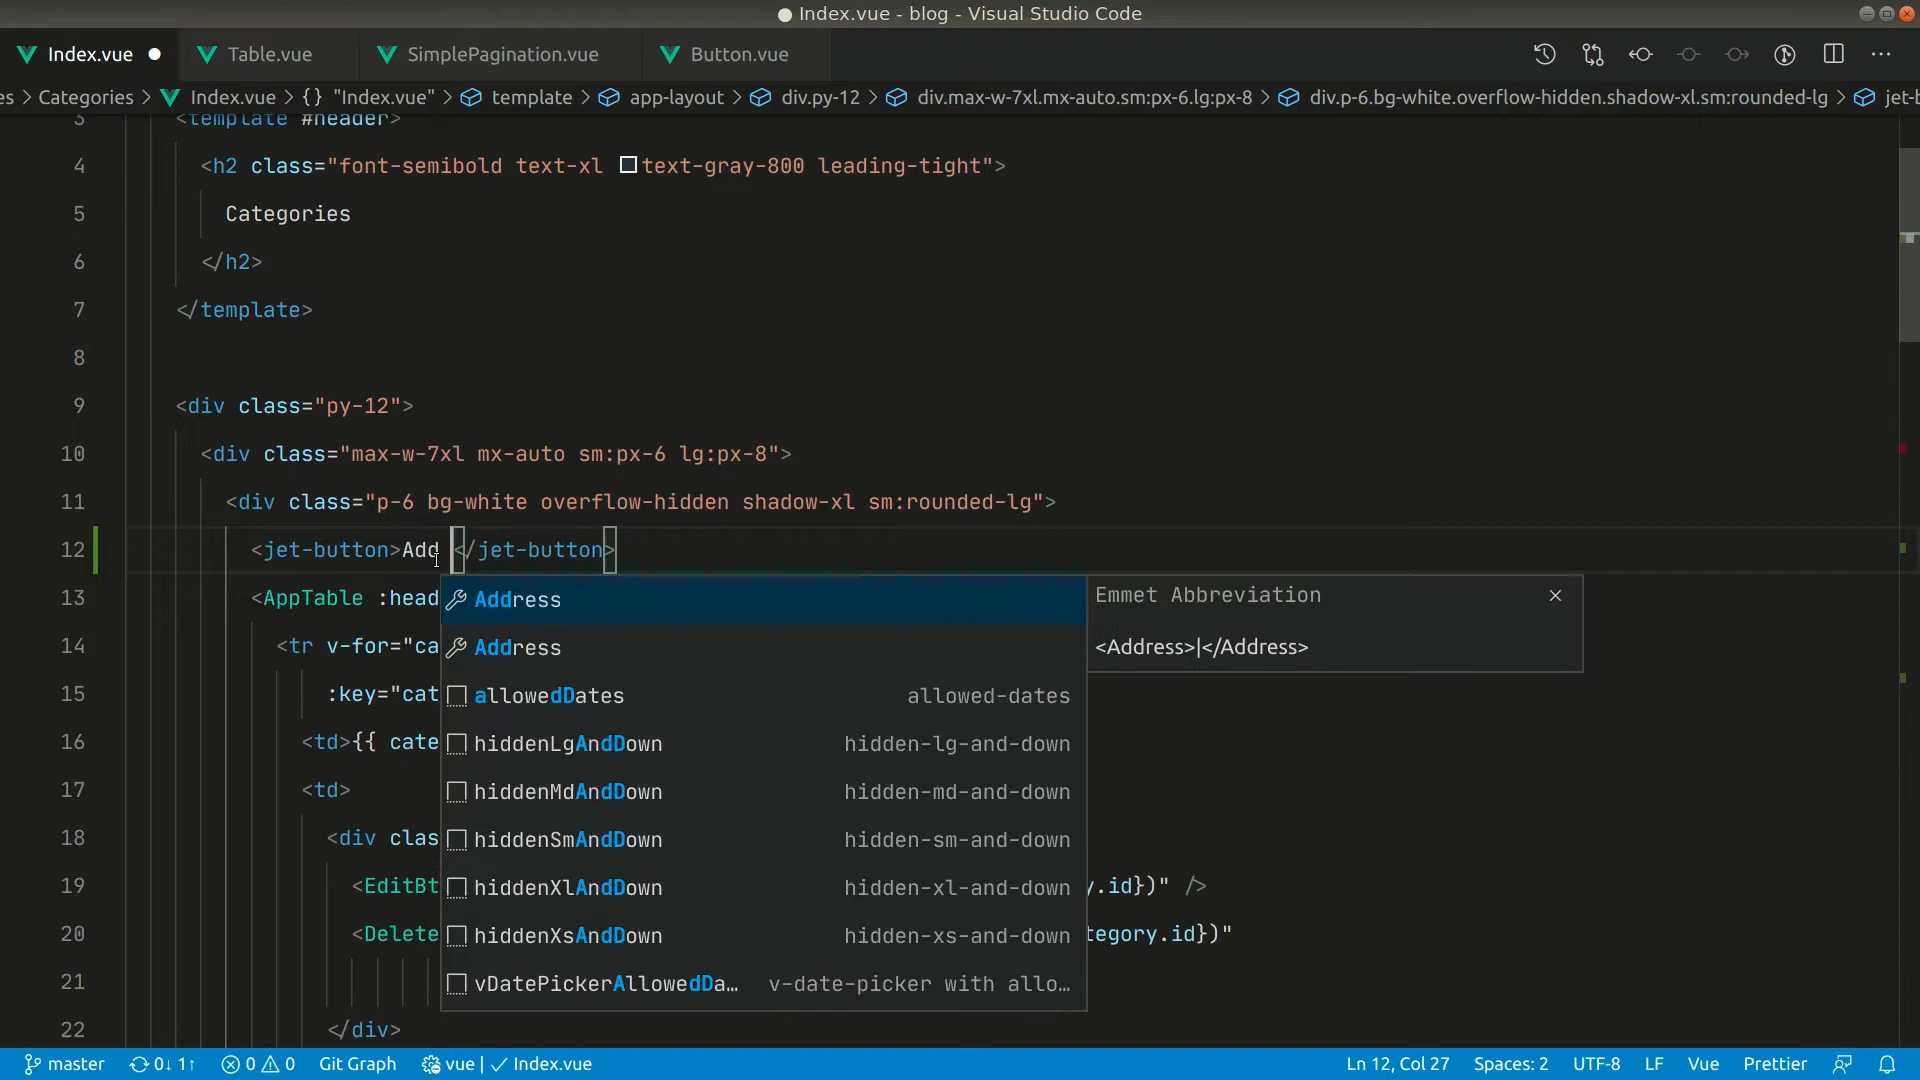 Index.vue - blog - Visual Studio Code
Index.vue Table.vue SimplePagination.vue Button.vue
es > Categories > Index.vue > {} "Index.vue" > template > app-layout > div.py-12 > div.max-w-7xl.mx-auto.sm:px-6.lg:px-8 > div.p-6.bg-white.overflow-hidden.shadow-xl.sm:rounded-lg > jet-b
3 <template #header>
4 <h2 class="font-semibold text-xl text-gray-800 leading-tight">
5 Categories
6 </h2>
7 </template>
8
9 <div class="py-12">
10 <div class="max-w-7xl mx-auto sm:px-6 lg:px-8">
11 <div class="p-6 bg-white overflow-hidden shadow-xl sm:rounded-lg">
12 <jet-button>Add </jet-button>
13 <AppTable :head
14 <tr v-for="ca
15 :key="cat
16 <td>{{ cate
17 <td>
18 <div clas
19 <EditBt y.id})" />
20 <Delete tegory.id})"
21
22 </div>
Address
Address
allowedDates allowed-dates
hiddenLgAndDown hidden-lg-and-down
hiddenMdAndDown hidden-md-and-down
hiddenSmAndDown hidden-sm-and-down
hiddenXlAndDown hidden-xl-and-down
hiddenXsAndDown hidden-xs-and-down
vDatePickerAllowedDa… v-date-picker with allo…
Emmet Abbreviation
<Address>|</Address>
master 0↓ 1↑ 0 0 Git Graph vue | ✓ Index.vue Ln 12, Col 27 Spaces: 2 UTF-8 LF Vue Prettier